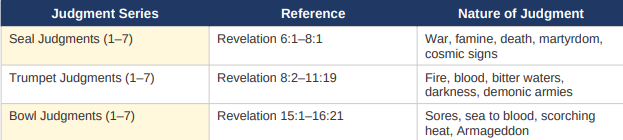 Judgment Series Reference Nature of Judgment
Seal Judgments (1–7) Revelation 6:1–8:1 War, famine, death, martyrdom,
cosmic signs
Trumpet Judgments (1–7) Revelation 8:2–11:19 Fire, blood, bitter waters,
darkness, demonic armies
Bowl Judgments (1–7) Revelation 15:1–16:21 Sores, sea to blood, scorching
heat, Armageddon